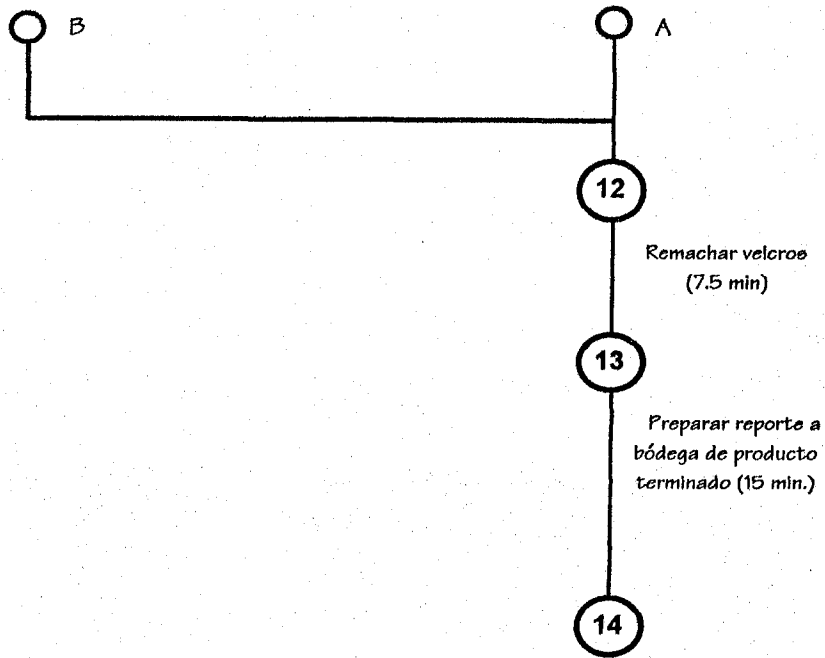 B
A
12
Remachar velcros
(7.5 min)
13
Preparar reporte a
bódega de producto
terminado (15 min.)
14